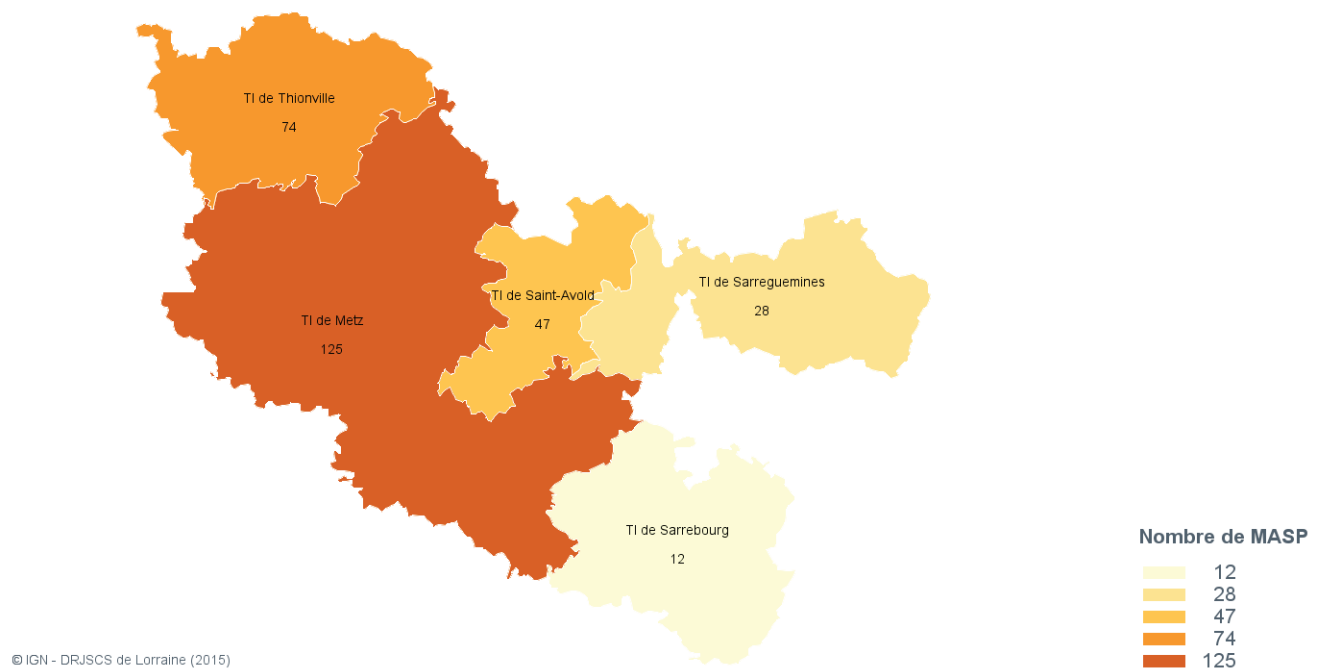 TI de Thionville
74
TI de Sarreguemines
28
TI de Saint-Avold
47
TI de Metz
125
TI de Sarrebourg
12
Nombre de MASP
12
28
47
74
125
© IGN - DRJSCS de Lorraine (2015)